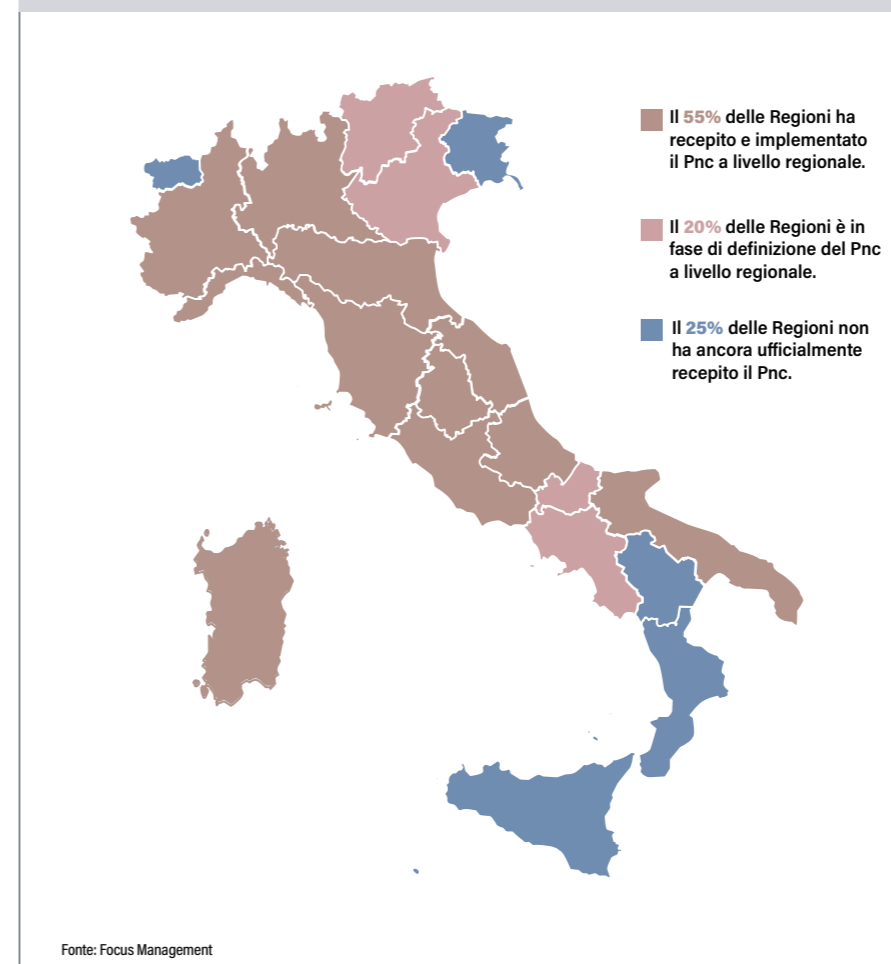 Il 55% delle Regioni ha
recepito e implementato
il Pnc a livello regionale.
Il 20% delle Regioni è in
fase di definizione del Pnc
a livello regionale.
Il 25% delle Regioni non
ha ancora ufficialmente
recepito il Pnc.
Fonte: Focus Management